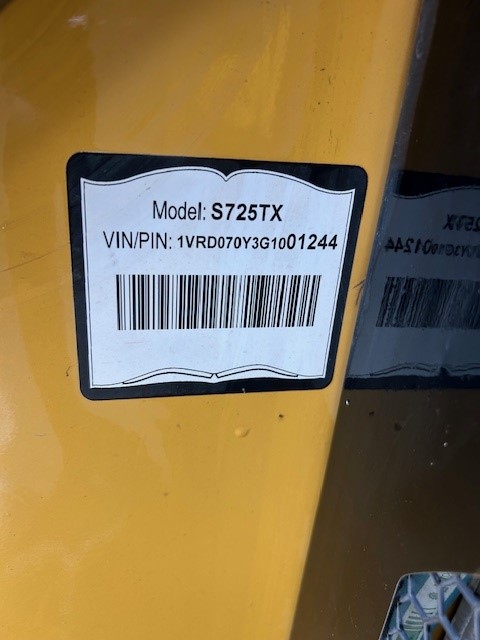 Model: S725TX
VIN/PIN: 1VRD070Y3G1001244